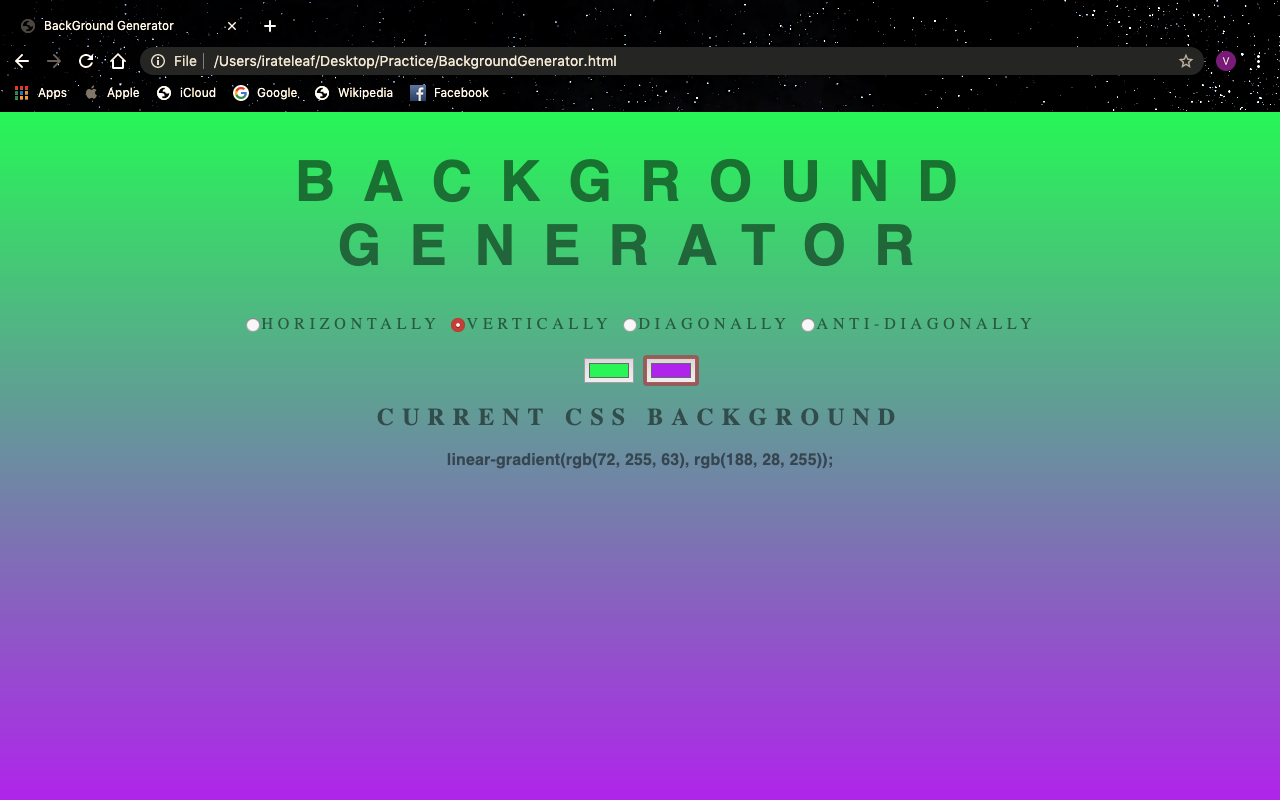 BackGround Generator
File /Users/irateleaf/Desktop/Practice/BackgroundGenerator.html V
Apps Apple iCloud Google Wikipedia Facebook
BACKGROUND
GENERATOR
HORIZONTALLY VERTICALLY DIAGONALLY ANTI-DIAGONALLY
CURRENT CSS BACKGROUND
linear-gradient(rgb(72, 255, 63), rgb(188, 28, 255));